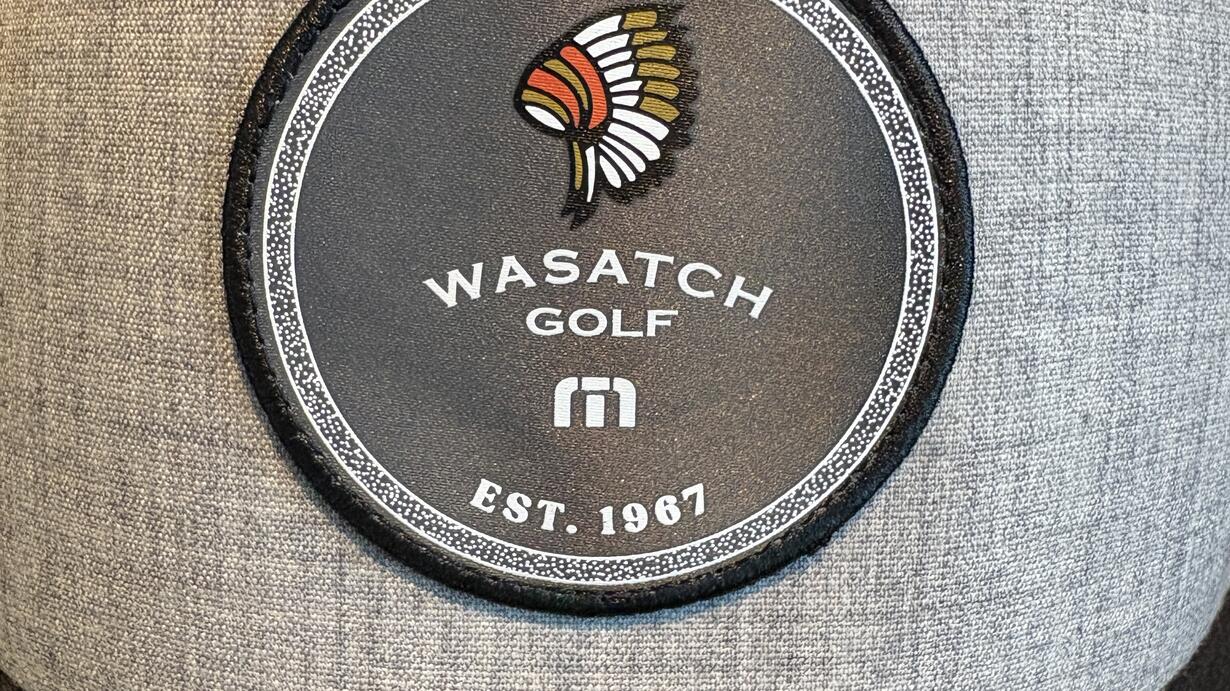 WASATCH
GOLF
EST. 1967